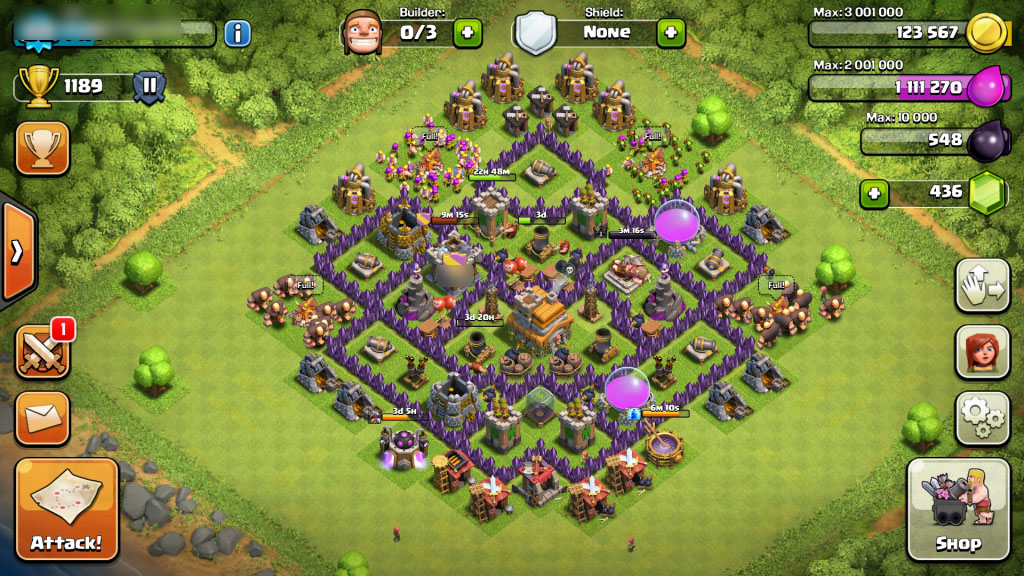 Builder:
0/3
Shield:
None
Max: 3 001 000
123 567
Max: 2 001 000
1 111 270
Max: 10 000
548
436
1189
Full!
Full!
22h 48m
9m 15s
3d
3m 16s
Full!
Full!
3d 20h
3d 5h
6m 10s
1
Attack!
Shop